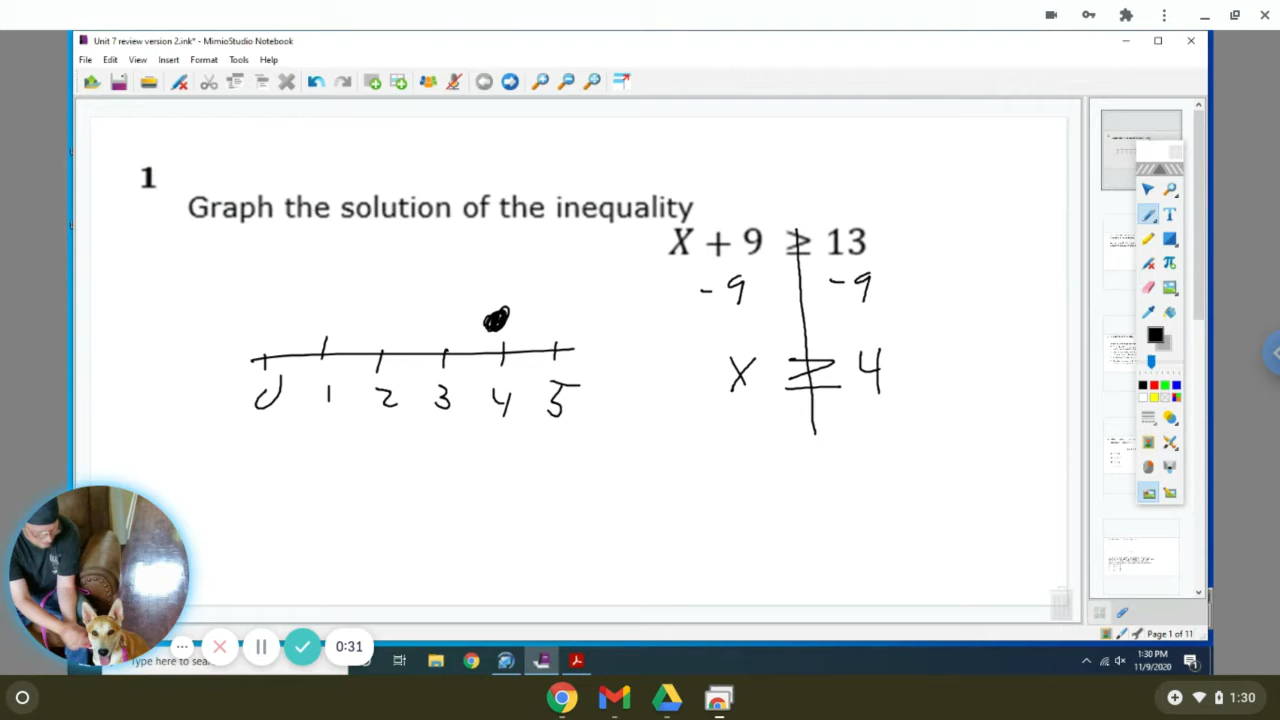 Unit 7 review version 2.ink* - MimioStudio Notebook
File Edit View Insert Format Tools Help
1
Graph the solution of the inequality
X + 9 ≥ 13
-9 -9
x ≥ 4
0 1 2 3 4 5
Page 1 of 11
0:31
Type here to sea
1:30 PM
11/9/2020
1:30